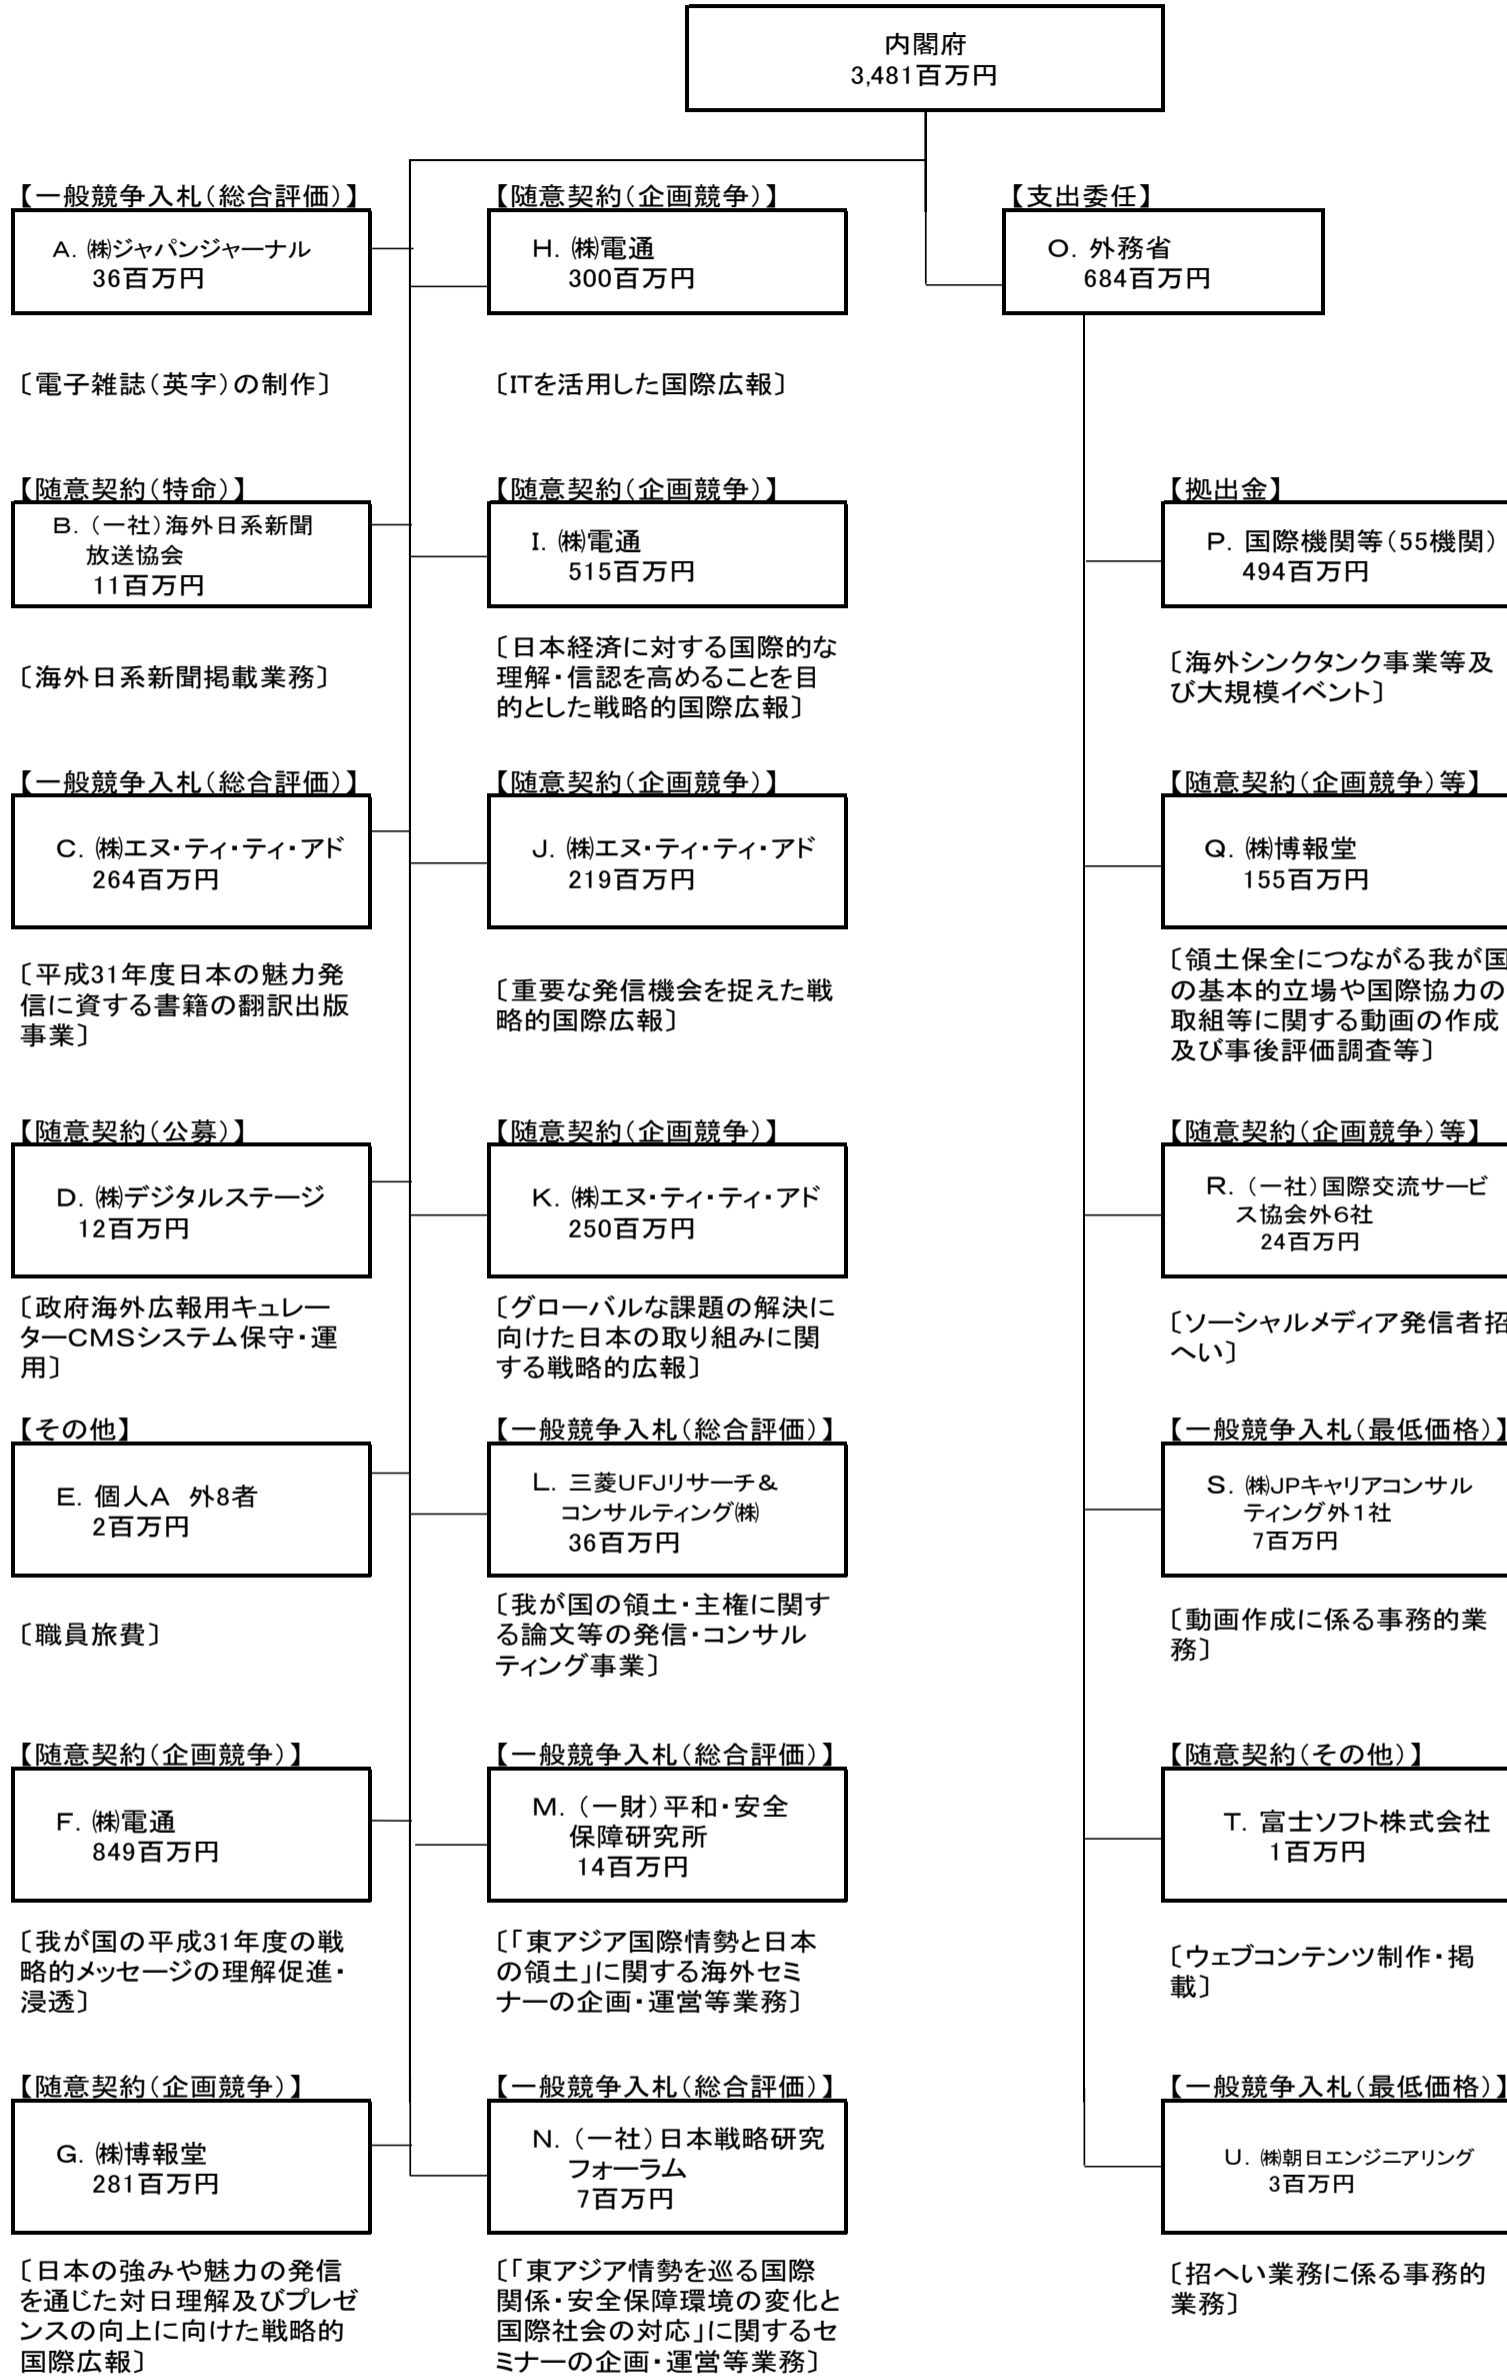 内閣府
3,481百万円
【一般競争入札(総合評価)】
A. ㈱ジャパンジャーナル
36百万円
〔電子雑誌(英字)の制作〕
【随意契約(特命)】
B. (一社)海外日系新聞
放送協会
11百万円
〔海外日系新聞掲載業務〕
【一般競争入札(総合評価)】
C. ㈱エヌ・ティ・ティ・アド
264百万円
〔平成31年度日本の魅力発
信に資する書籍の翻訳出版
事業〕
【随意契約(公募)】
D. ㈱デジタルステージ
12百万円
〔政府海外広報用キュレー
ターCMSシステム保守・運
用〕
【その他】
E. 個人A 外8者
2百万円
〔職員旅費〕
【随意契約(企画競争)】
F. ㈱電通
849百万円
〔我が国の平成31年度の戦
略的メッセージの理解促進・
浸透〕
【随意契約(企画競争)】
G. ㈱博報堂
281百万円
〔日本の強みや魅力の発信
を通じた対日理解及びプレゼ
ンスの向上に向けた戦略的
国際広報〕
【随意契約(企画競争)】
H. ㈱電通
300百万円
〔ITを活用した国際広報〕
【随意契約(企画競争)】
I. ㈱電通
515百万円
〔日本経済に対する国際的な
理解・信認を高めることを目
的とした戦略的国際広報〕
【随意契約(企画競争)】
J. ㈱エヌ・ティ・ティ・アド
219百万円
〔重要な発信機会を捉えた戦
略的国際広報〕
【随意契約(企画競争)】
K. ㈱エヌ・ティ・ティ・アド
250百万円
〔グローバルな課題の解決に
向けた日本の取り組みに関
する戦略的広報〕
【一般競争入札(総合評価)】
L. 三菱UFJリサーチ＆
コンサルティング㈱
36百万円
〔我が国の領土・主権に関す
る論文等の発信・コンサル
ティング事業〕
【一般競争入札(総合評価)】
M. (一財)平和・安全
保障研究所
14百万円
〔「東アジア国際情勢と日本
の領土」に関する海外セミ
ナーの企画・運営等業務〕
【一般競争入札(総合評価)】
N. (一社)日本戦略研究
フォーラム
7百万円
〔「東アジア情勢を巡る国際
関係・安全保障環境の変化と
国際社会の対応」に関するセ
ミナーの企画・運営等業務〕
【支出委任】
O. 外務省
684百万円
【拠出金】
P. 国際機関等(55機関)
494百万円
〔海外シンクタンク事業等及
び大規模イベント〕
【随意契約(企画競争)等】
Q. ㈱博報堂
155百万円
〔領土保全につながる我が国
の基本的立場や国際協力の
取組等に関する動画の作成
及び事後評価調査等〕
【随意契約(企画競争)等】
R. (一社)国際交流サービ
ス協会外6社
24百万円
〔ソーシャルメディア発信者招
へい〕
【一般競争入札(最低価格)】
S. ㈱JPキャリアコンサル
ティング外1社
7百万円
〔動画作成に係る事務的業
務〕
【随意契約(その他)】
T. 富士ソフト株式会社
1百万円
〔ウェブコンテンツ制作・掲
載〕
【一般競争入札(最低価格)】
U. ㈱朝日エンジニアリング
3百万円
〔招へい業務に係る事務的
業務〕